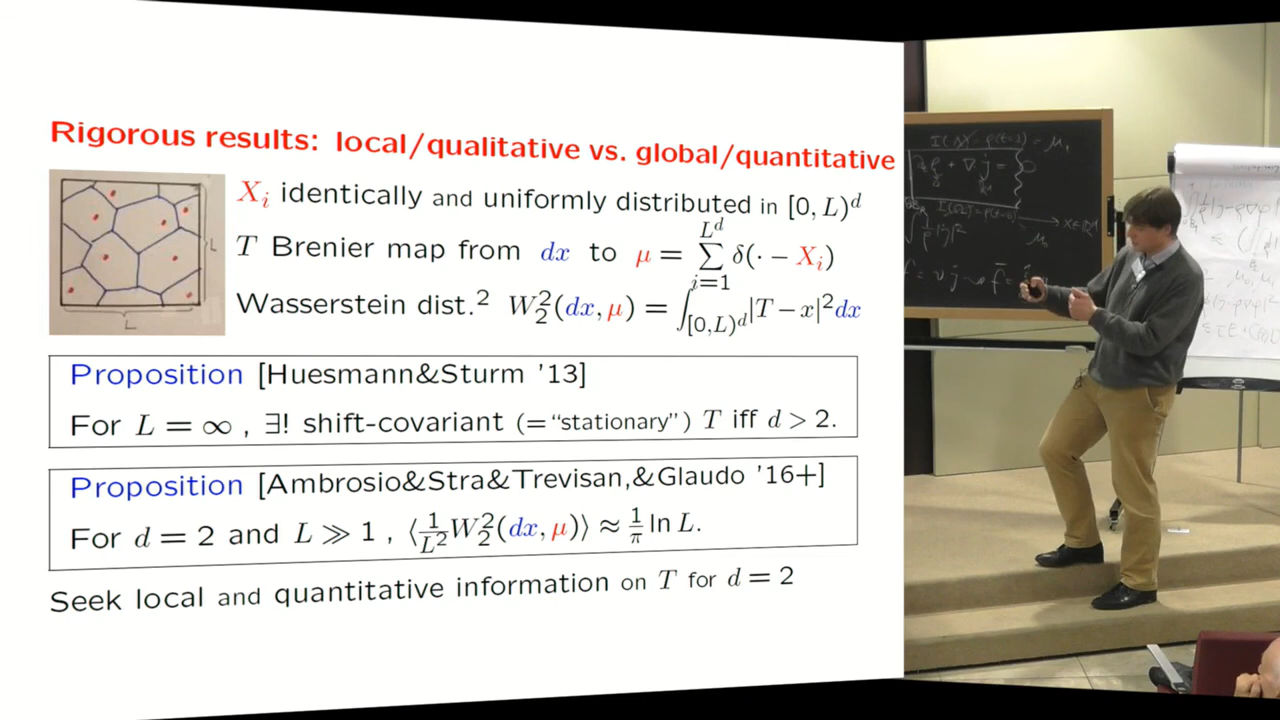 Rigorous results: local/qualitative vs. global/quantitative
X_i identically and uniformly distributed in [0, L)^d
T Brenier map from dx to μ = ∑_{i=1}^{L^d} δ(· − X_i)
Wasserstein dist.² W_2^2(dx, μ) = ∫_{[0,L)^d} |T − x|² dx
L
L
Proposition [Huesmann&Sturm '13]
For L = ∞ , ∃! shift-covariant (= “stationary”) T iff d > 2.
Proposition [Ambrosio&Stra&Trevisan,&Glaudo '16+]
For d = 2 and L ≫ 1 , ⟨\frac{1}{L^2} W_2^2(dx, μ)⟩ ≈ \frac{1}{π} ln L.
Seek local and quantitative information on T for d = 2